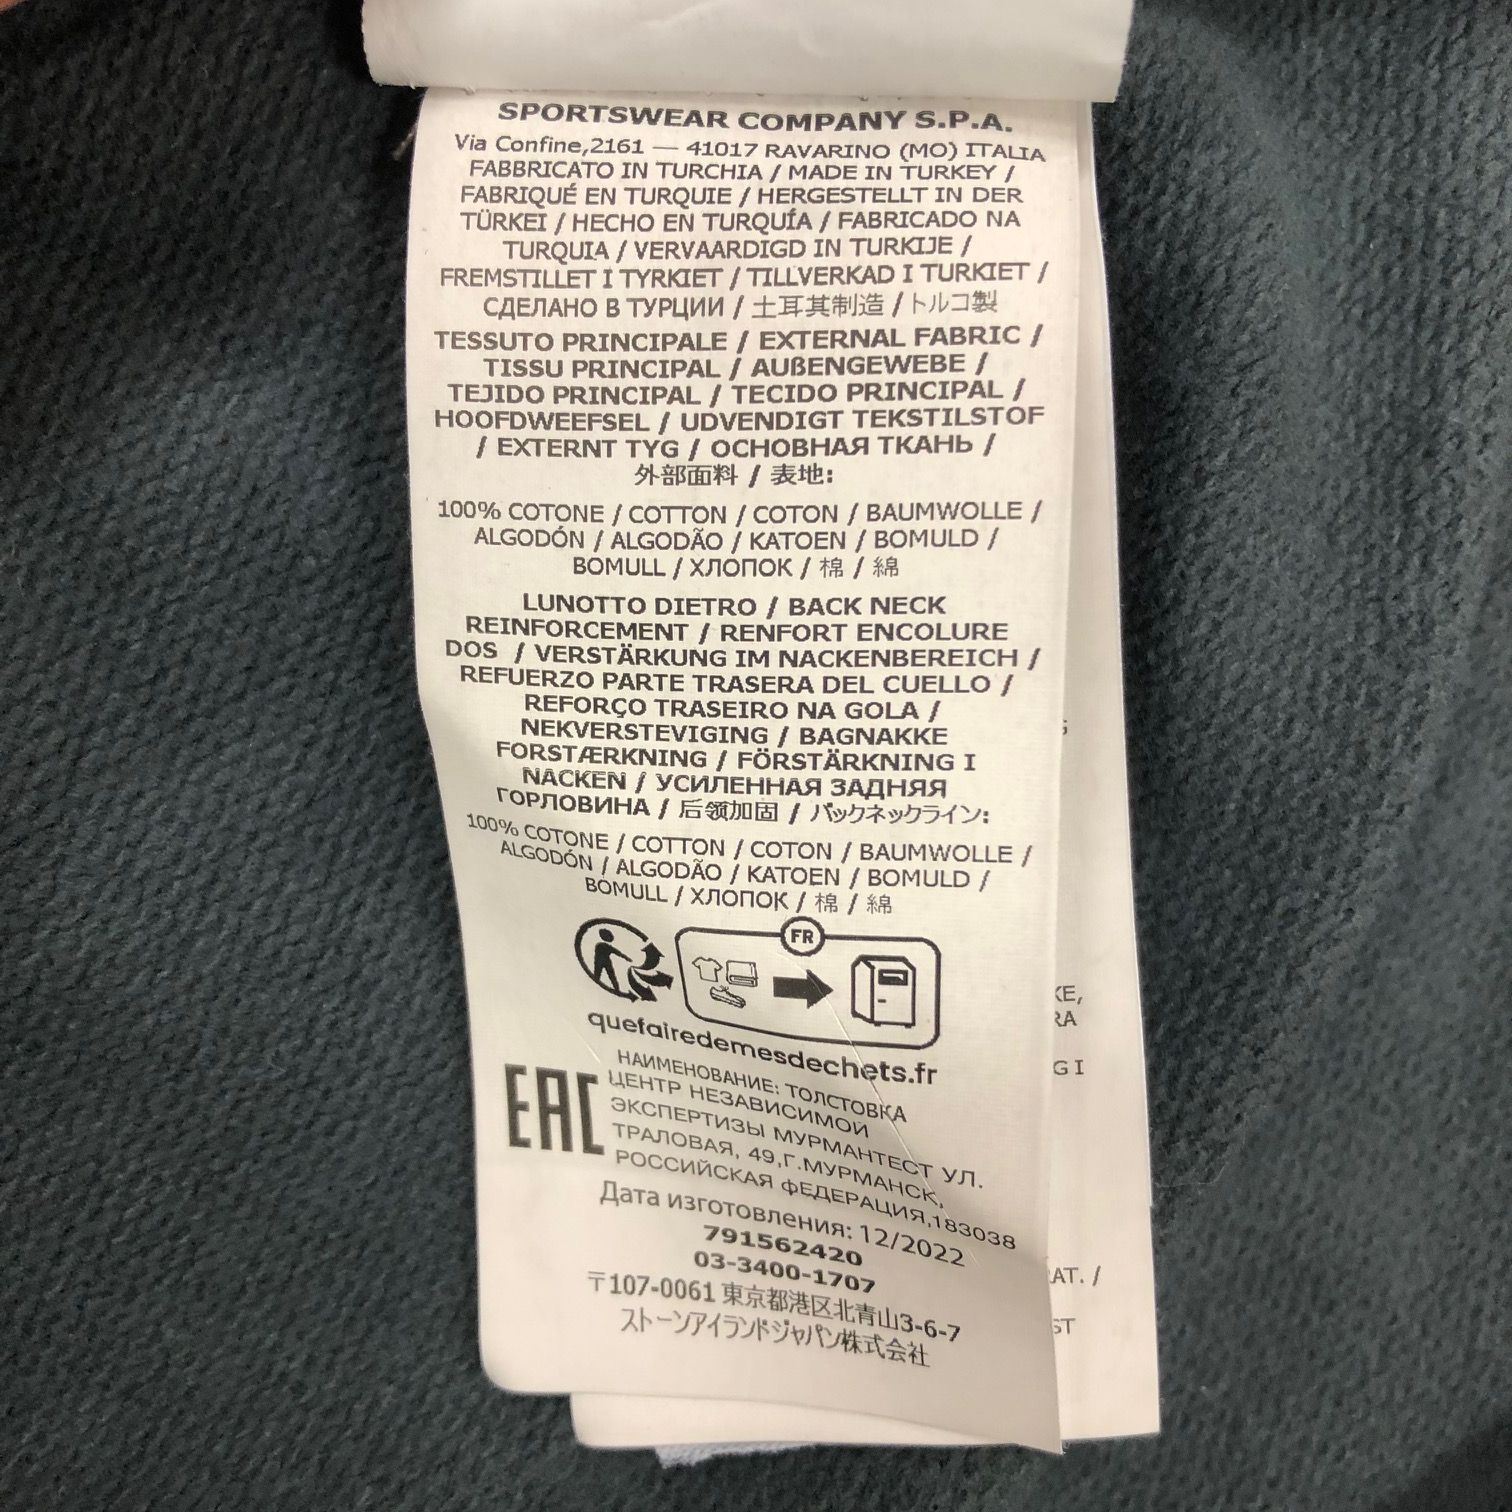 SPORTSWEAR COMPANY S.P.A.
Via Confine,2161 — 41017 RAVARINO (MO) ITALIA
FABBRICATO IN TURCHIA / MADE IN TURKEY /
FABRIQUÉ EN TURQUIE / HERGESTELLT IN DER
TÜRKEI / HECHO EN TURQUÍA / FABRICADO NA
TURQUIA / VERVAARDIGD IN TURKIJE /
FREMSTILLET I TYRKIET / TILLVERKAD I TURKIET /
СДЕЛАНО В ТУРЦИИ / 土耳其制造 / トルコ製
TESSUTO PRINCIPALE / EXTERNAL FABRIC /
TISSU PRINCIPAL / AUßENGEWEBE /
TEJIDO PRINCIPAL / TECIDO PRINCIPAL /
HOOFDWEEFSEL / UDVENDIGT TEKSTILSTOF
/ EXTERNT TYG / ОСНОВНАЯ ТКАНЬ /
外部面料 / 表地:
100% COTONE / COTTON / COTON / BAUMWOLLE /
ALGODÓN / ALGODÃO / KATOEN / BOMULD /
BOMULL / ХЛОПОК / 棉 / 綿
LUNOTTO DIETRO / BACK NECK
REINFORCEMENT / RENFORT ENCOLURE
DOS / VERSTÄRKUNG IM NACKENBEREICH /
REFUERZO PARTE TRASERA DEL CUELLO /
REFORÇO TRASEIRO NA GOLA /
NEKVERSTEVIGING / BAGNAKKE
FORSTÆRKNING / FÖRSTÄRKNING I
NACKEN / УСИЛЕННАЯ ЗАДНЯЯ
ГОРЛОВИНА / 后领加固 / バックネックライン:
100% COTONE / COTTON / COTON / BAUMWOLLE /
ALGODÓN / ALGODÃO / KATOEN / BOMULD /
BOMULL / ХЛОПОК / 棉 / 綿
FR
quefairedemesdechets.fr
EAC
НАИМЕНОВАНИЕ: ТОЛСТОВКА
ЦЕНТР НЕЗАВИСИМОЙ
ЭКСПЕРТИЗЫ МУРМАНТЕСТ УЛ.
ТРАЛОВАЯ, 49,Г.МУРМАНСК,
РОССИЙСКАЯ ФЕДЕРАЦИЯ,183038
Дата изготовления: 12/2022
791562420
03-3400-1707
〒107-0061 東京都港区北青山3-6-7
ストーンアイランドジャパン株式会社
KE,
RA
G I
AT. /
ST